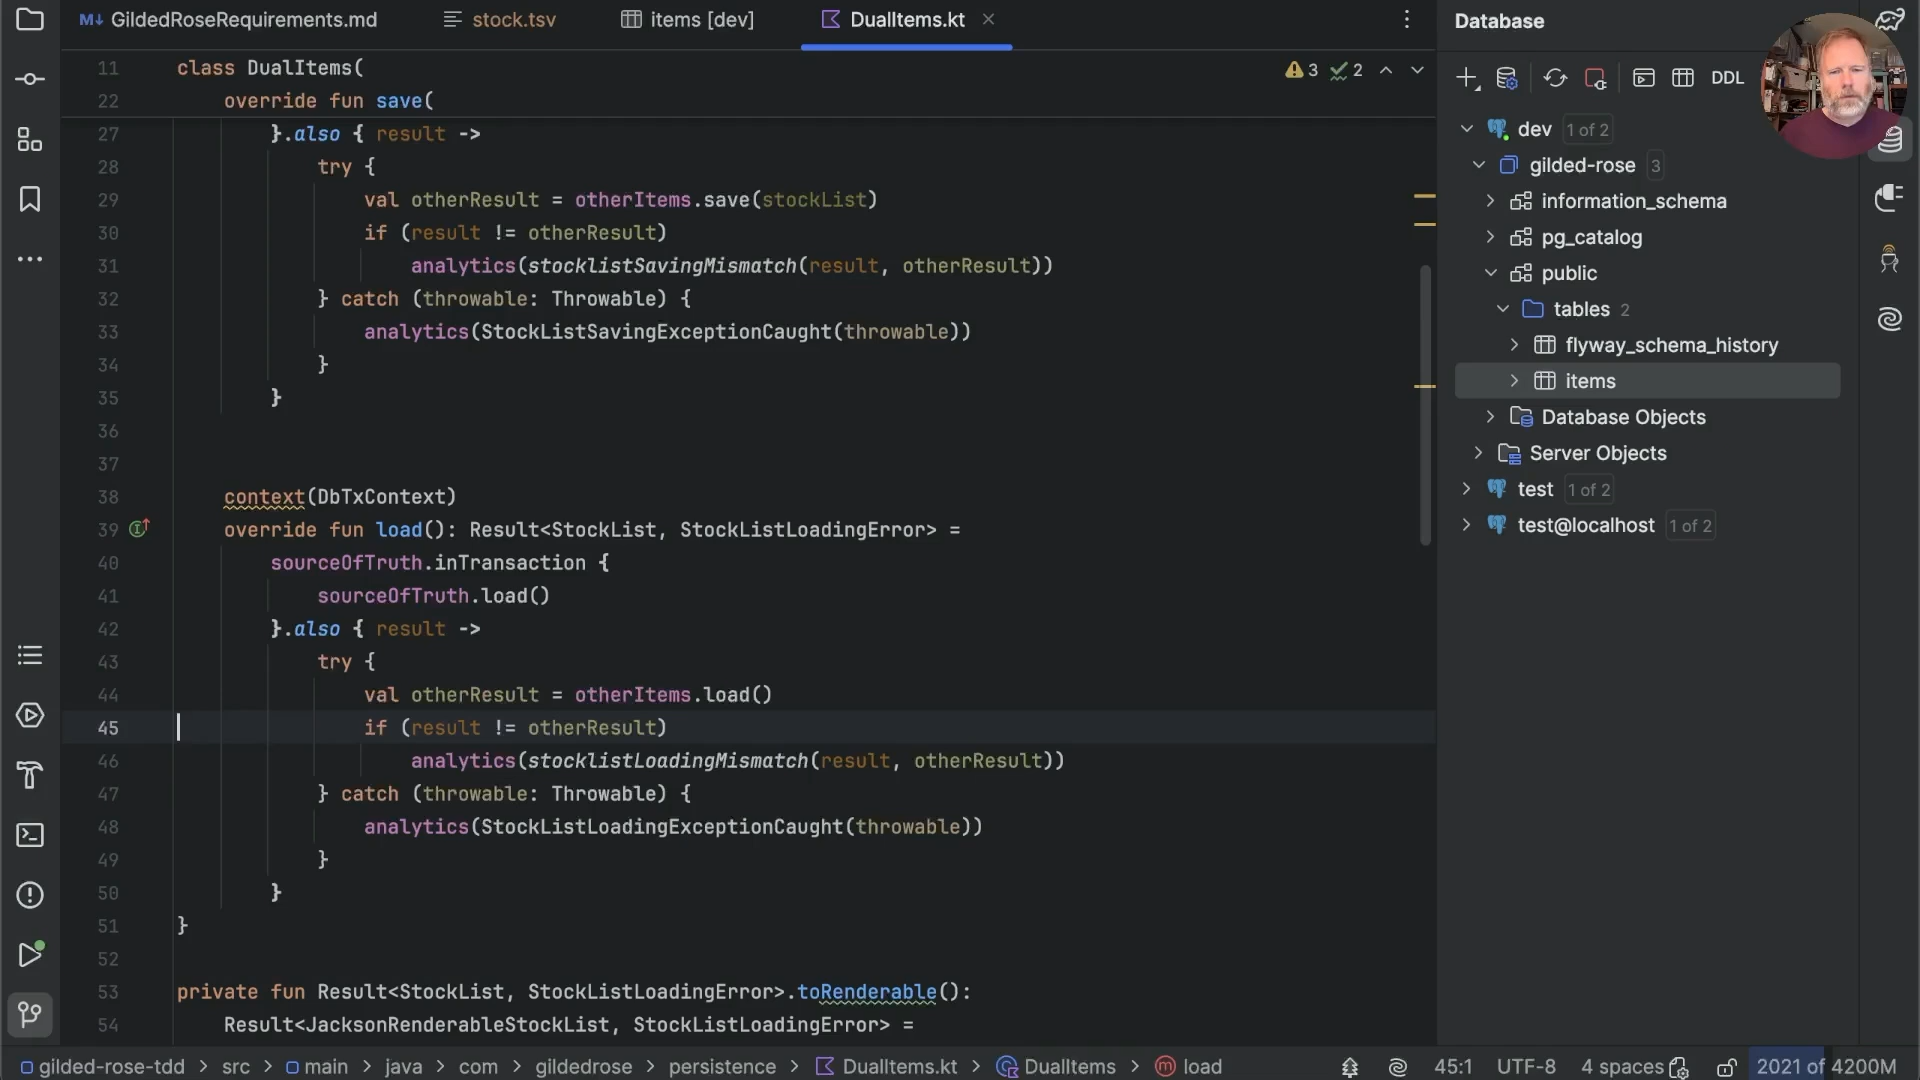 GildedRoseRequirements.md
stock.tsv
items [dev]
DualItems.kt
11 class DualItems(
22 override fun save(
3 2
27 }.also { result ->
28 try {
29 val otherResult = otherItems.save(stockList)
30 if (result != otherResult)
31 analytics(stocklistSavingMismatch(result, otherResult))
32 } catch (throwable: Throwable) {
33 analytics(StockListSavingExceptionCaught(throwable))
34 }
35 }
36
37
38 context(DbTxContext)
39 override fun load(): Result<StockList, StockListLoadingError> =
40 sourceOfTruth.inTransaction {
41 sourceOfTruth.load()
42 }.also { result ->
43 try {
44 val otherResult = otherItems.load()
45 if (result != otherResult)
46 analytics(stocklistLoadingMismatch(result, otherResult))
47 } catch (throwable: Throwable) {
48 analytics(StockListLoadingExceptionCaught(throwable))
49 }
50 }
51 }
52
53 private fun Result<StockList, StockListLoadingError>.toRenderable():
54 Result<JacksonRenderableStockList, StockListLoadingError> =
Database
DDL
dev 1 of 2
gilded-rose 3
information_schema
pg_catalog
public
tables 2
flyway_schema_history
items
Database Objects
Server Objects
test 1 of 2
test@localhost 1 of 2
gilded-rose-tdd > src > main > java > com > gildedrose > persistence > DualItems.kt > DualItems > load
45:1 UTF-8 4 spaces 2021 of 4200M